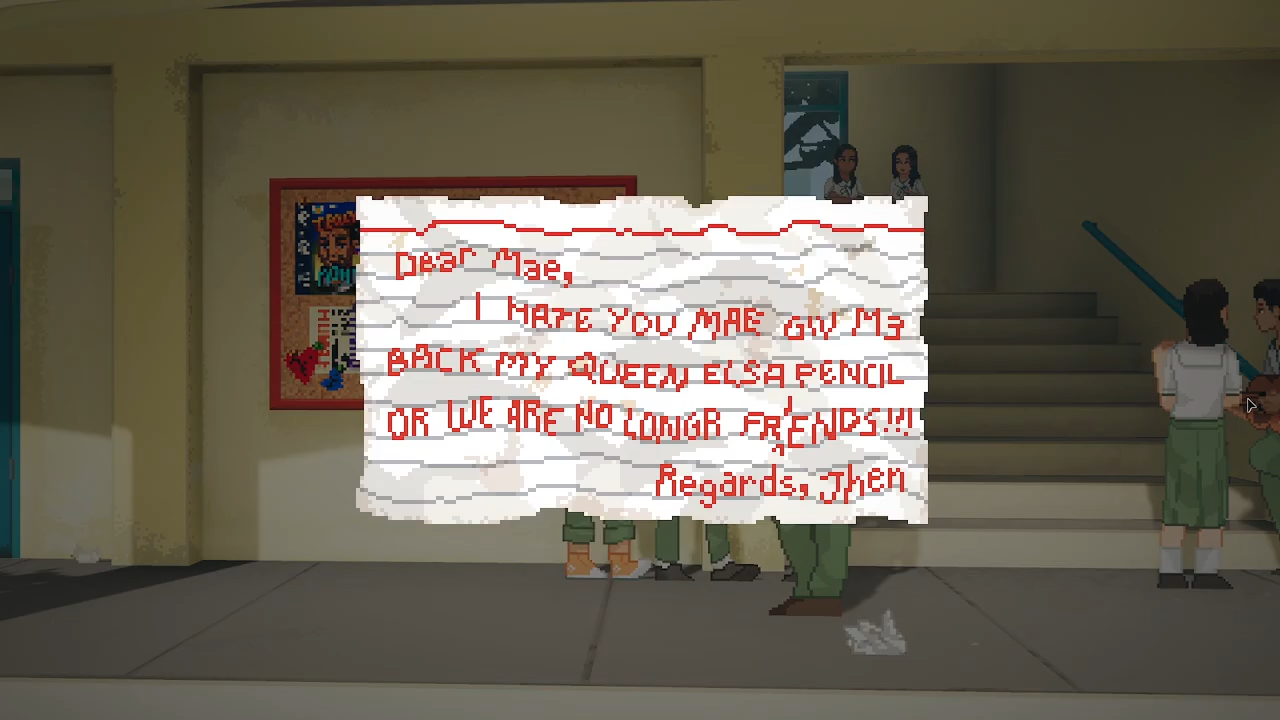 Dear Mae,
I HATE YOU MAE GIV ME
BACK MY QUEEN ELSA PENCIL
OR WE ARE NO LONGR FRIENDS!!!
Regards, Jhen